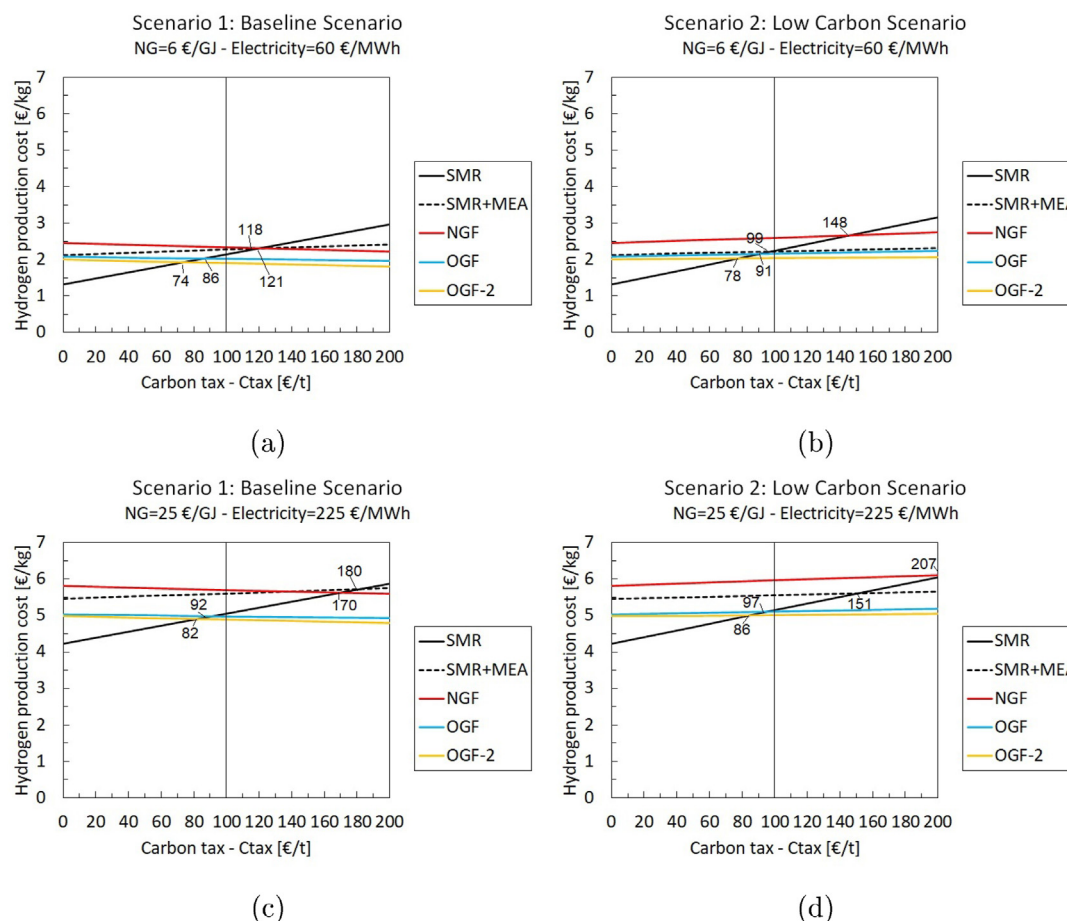 Scenario 1: Baseline Scenario
NG=6 €/GJ - Electricity=60 €/MWh
Hydrogen production cost [€/kg]
7
6
5
4
3
2
1
0
118
74
86
121
0 20 40 60 80 100 120 140 160 180 200
Carbon tax - Ctax [€/t]
SMR
SMR+MEA
NGF
OGF
OGF-2
(a)
Scenario 2: Low Carbon Scenario
NG=6 €/GJ - Electricity=60 €/MWh
Hydrogen production cost [€/kg]
7
6
5
4
3
2
1
0
148
99
78
91
0 20 40 60 80 100 120 140 160 180 200
Carbon tax - Ctax [€/t]
SMR
SMR+MEA
NGF
OGF
OGF-2
(b)
Scenario 1: Baseline Scenario
NG=25 €/GJ - Electricity=225 €/MWh
Hydrogen production cost [€/kg]
7
6
5
4
3
2
1
0
180
170
92
82
0 20 40 60 80 100 120 140 160 180 200
Carbon tax - Ctax [€/t]
SMR
SMR+MEA
NGF
OGF
OGF-2
(c)
Scenario 2: Low Carbon Scenario
NG=25 €/GJ - Electricity=225 €/MWh
Hydrogen production cost [€/kg]
7
6
5
4
3
2
1
0
207
151
97
86
0 20 40 60 80 100 120 140 160 180 200
Carbon tax - Ctax [€/t]
SMR
SMR+MEA
NGF
OGF
OGF-2
(d)